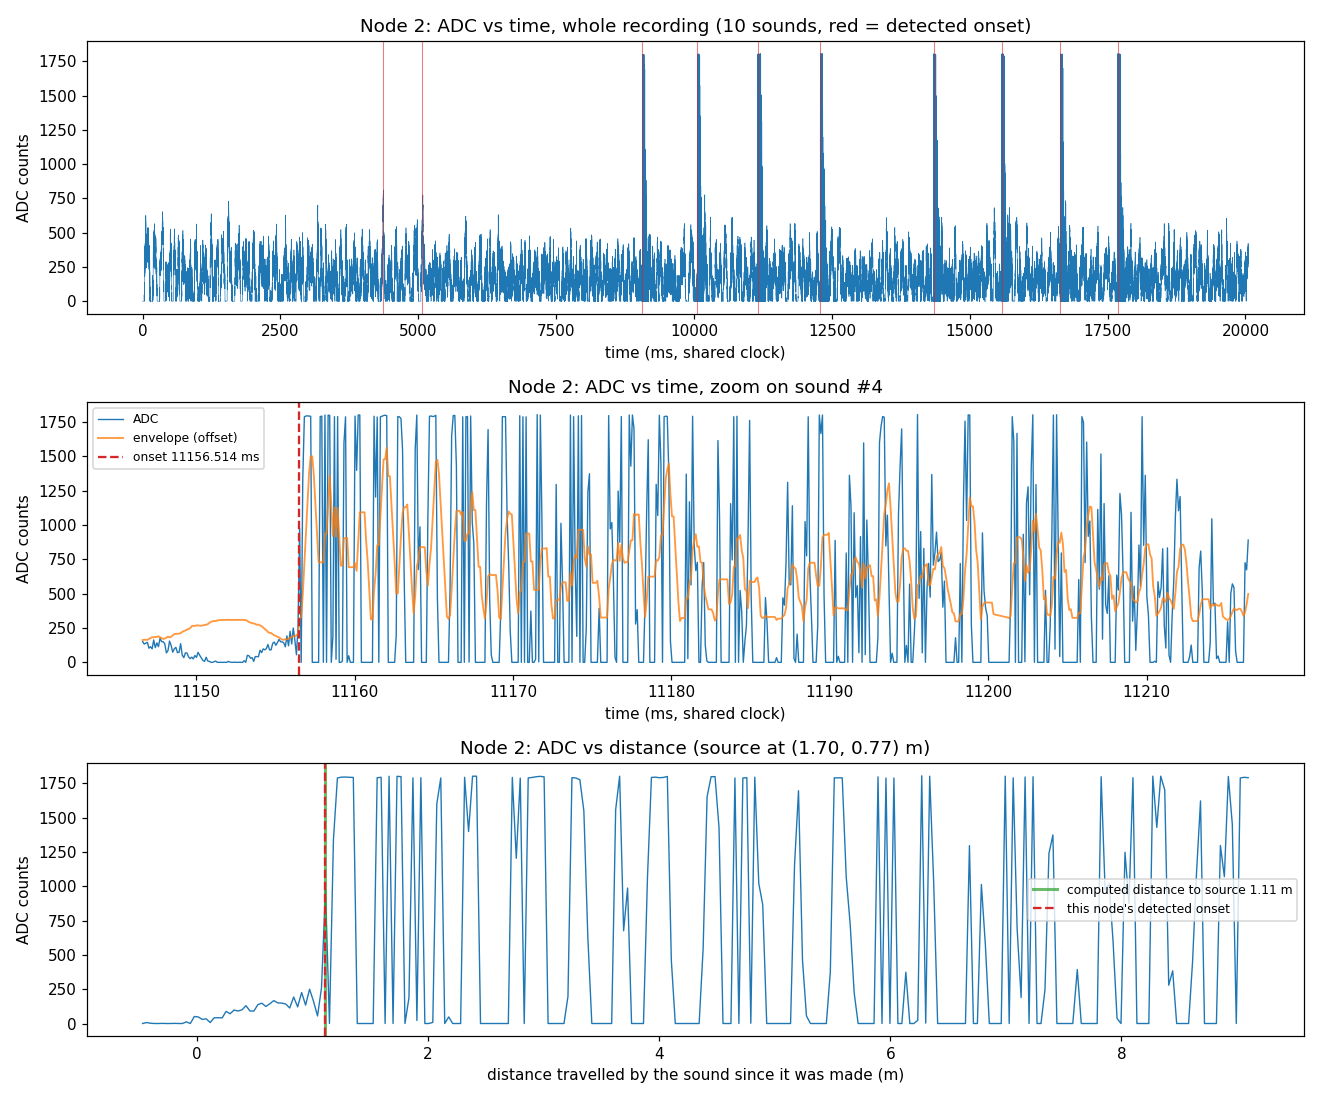 Node 2: ADC vs time, whole recording (10 sounds, red = detected onset)
ADC counts
1750
1500
1250
1000
750
500
250
0
0 2500 5000 7500 10000 12500 15000 17500 20000
time (ms, shared clock)
Node 2: ADC vs time, zoom on sound #4
ADC counts
1750
1500
1250
1000
750
500
250
0
ADC
envelope (offset)
onset 11156.514 ms
11150 11160 11170 11180 11190 11200 11210
time (ms, shared clock)
Node 2: ADC vs distance (source at (1.70, 0.77) m)
ADC counts
1750
1500
1250
1000
750
500
250
0
computed distance to source 1.11 m
this node's detected onset
0 2 4 6 8
distance travelled by the sound since it was made (m)